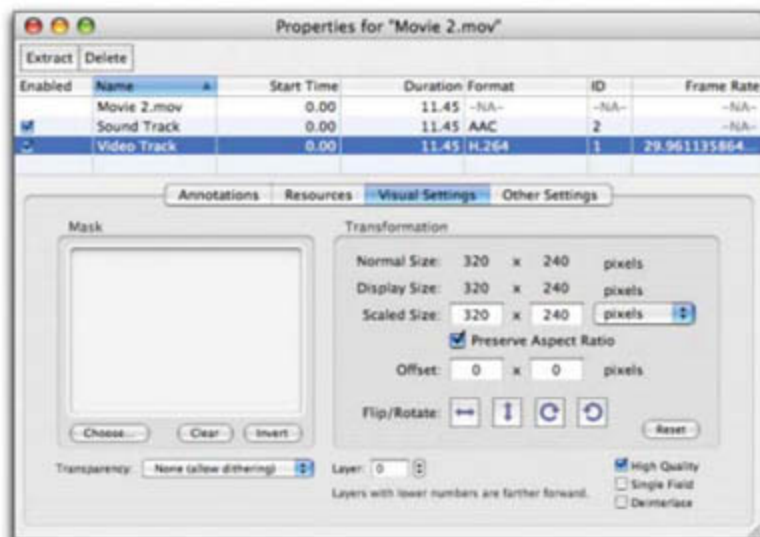 Properties for "Movie 2.mov"
Extract Delete
Enabled Name Start Time Duration Format ID Frame Rate
Movie 2.mov 0.00 11.45 -NA- -NA- -NA-
Sound Track 0.00 11.45 AAC 2 -NA-
Video Track 0.00 11.45 H.264 1 29.961135864...
Annotations Resources Visual Settings Other Settings
Mask Transformation
Normal Size: 320 x 240 pixels
Display Size: 320 x 240 pixels
Scaled Size: 320 x 240 pixels
Preserve Aspect Ratio
Offset: 0 x 0 pixels
Flip/Rotate:
Choose... Clear Invert Reset
Transparency: None (allow dithering) Layer: 0 High Quality
Layers with lower numbers are farther forward. Single Field
Deinterlace